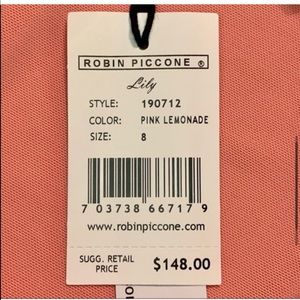 ROBIN PICCONE ®
Lily
STYLE: 190712
COLOR: PINK LEMONADE
SIZE: 8
7 03738 66717 9
www.robinpiccone.com
SUGG. RETAIL
PRICE $148.00